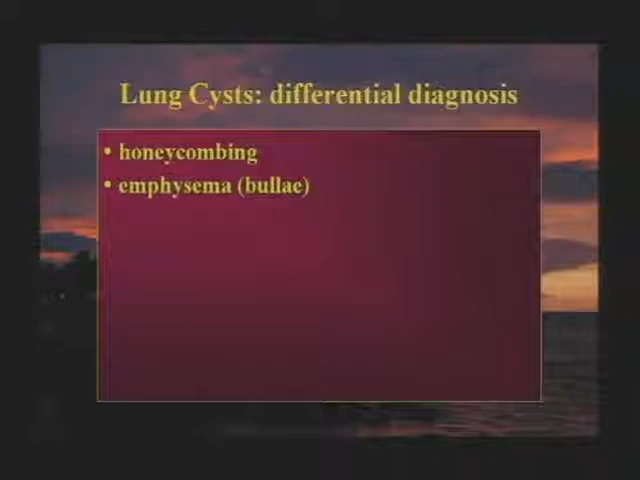 Lung Cysts: differential diagnosis
• honeycombing
• emphysema (bullae)